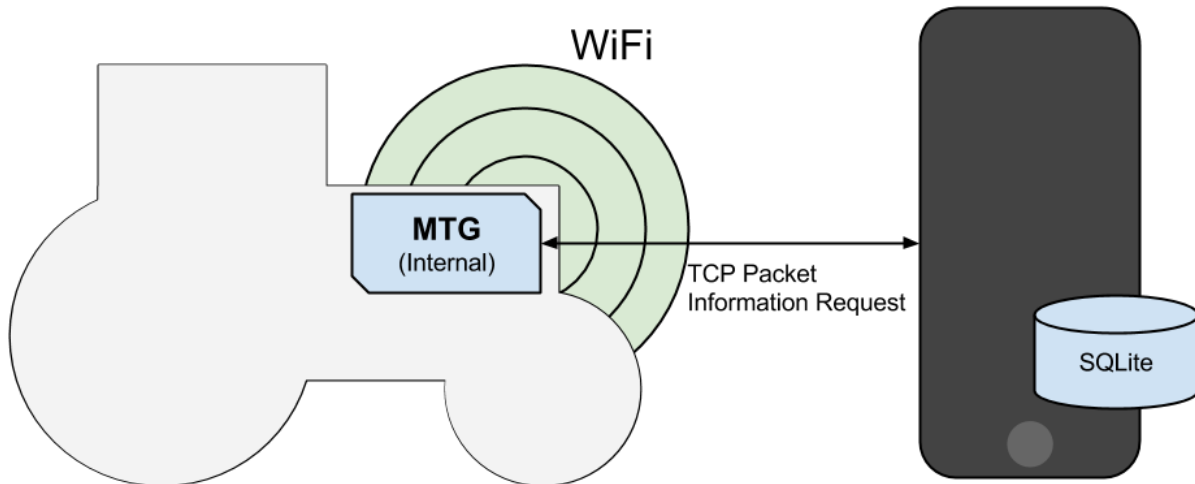 WiFi
MTG
(Internal)
TCP Packet
Information Request
SQLite